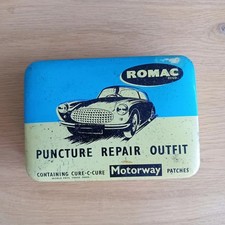 ROMAC
PUNCTURE REPAIR OUTFIT
CONTAINING CURE-C-CURE Motorway PATCHES